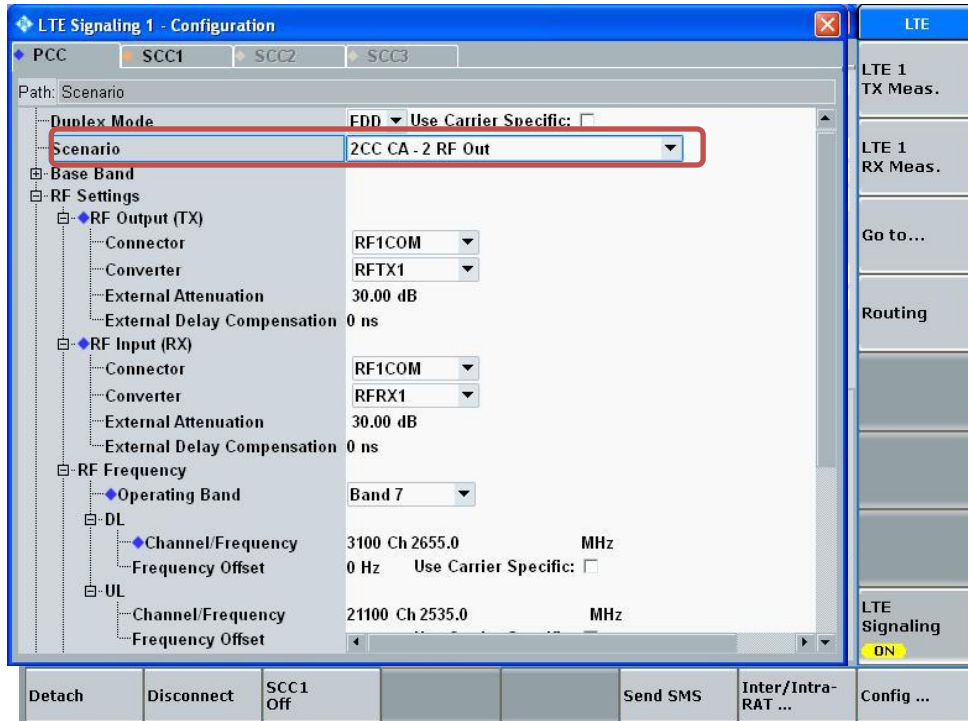 LTE Signaling 1 - Configuration
LTE
PCC SCC1 SCC2 SCC3
Path: Scenario
Duplex Mode FDD Use Carrier Specific:
Scenario 2CC CA - 2 RF Out
Base Band
RF Settings
RF Output (TX)
Connector RF1COM
Converter RFTX1
External Attenuation 30.00 dB
External Delay Compensation 0 ns
RF Input (RX)
Connector RF1COM
Converter RFRX1
External Attenuation 30.00 dB
External Delay Compensation 0 ns
RF Frequency
Operating Band Band 7
DL
Channel/Frequency 3100 Ch 2655.0 MHz
Frequency Offset 0 Hz Use Carrier Specific:
UL
Channel/Frequency 21100 Ch 2535.0 MHz
Frequency Offset
LTE 1
TX Meas.
LTE 1
RX Meas.
Go to...
Routing
LTE
Signaling
ON
Detach
Disconnect
SCC1
Off
Send SMS
Inter/Intra-
RAT ...
Config ...